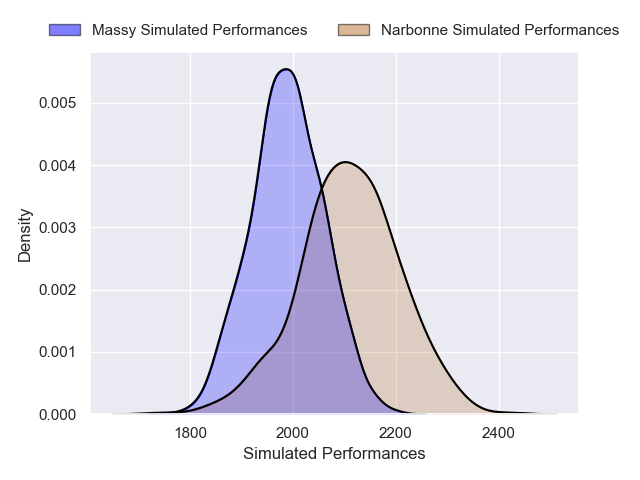 Massy Simulated Performances Narbonne Simulated Performances
0.005
0.004
0.003
0.002
0.001
0.000
Density
1800 2000 2200 2400
Simulated Performances